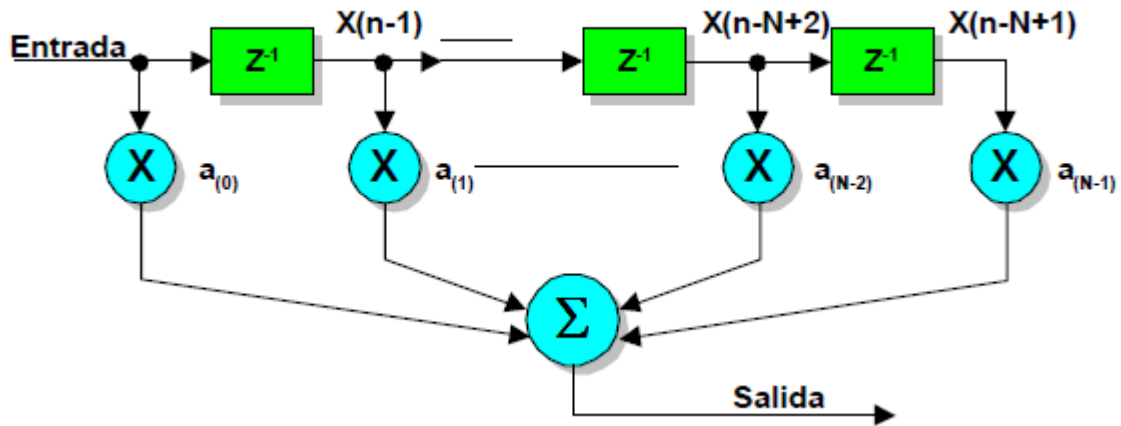 Entrada
Z-1
X(n-1)
Z-1
X(n-N+2)
Z-1
X(n-N+1)
X
a(0)
X
a(1)
X
a(N-2)
X
a(N-1)
Σ
Salida